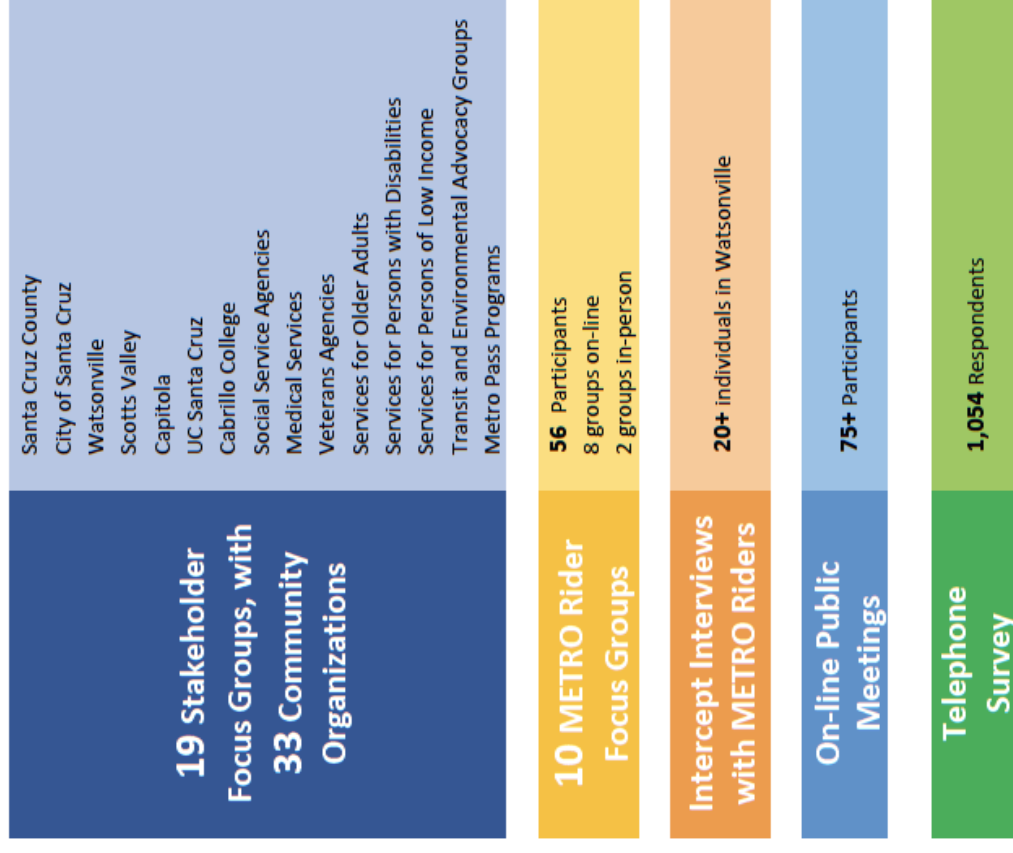 19 Stakeholder
Focus Groups, with
33 Community
Organizations
Santa Cruz County
City of Santa Cruz
Watsonville
Scotts Valley
Capitola
UC Santa Cruz
Cabrillo College
Social Service Agencies
Medical Services
Veterans Agencies
Services for Older Adults
Services for Persons with Disabilities
Services for Persons of Low Income
Transit and Environmental Advocacy Groups
Metro Pass Programs
10 METRO Rider
Focus Groups
56 Participants
8 groups on-line
2 groups in-person
Intercept Interviews
with METRO Riders
20+ individuals in Watsonville
On-line Public
Meetings
75+ Participants
Telephone
Survey
1,054 Respondents